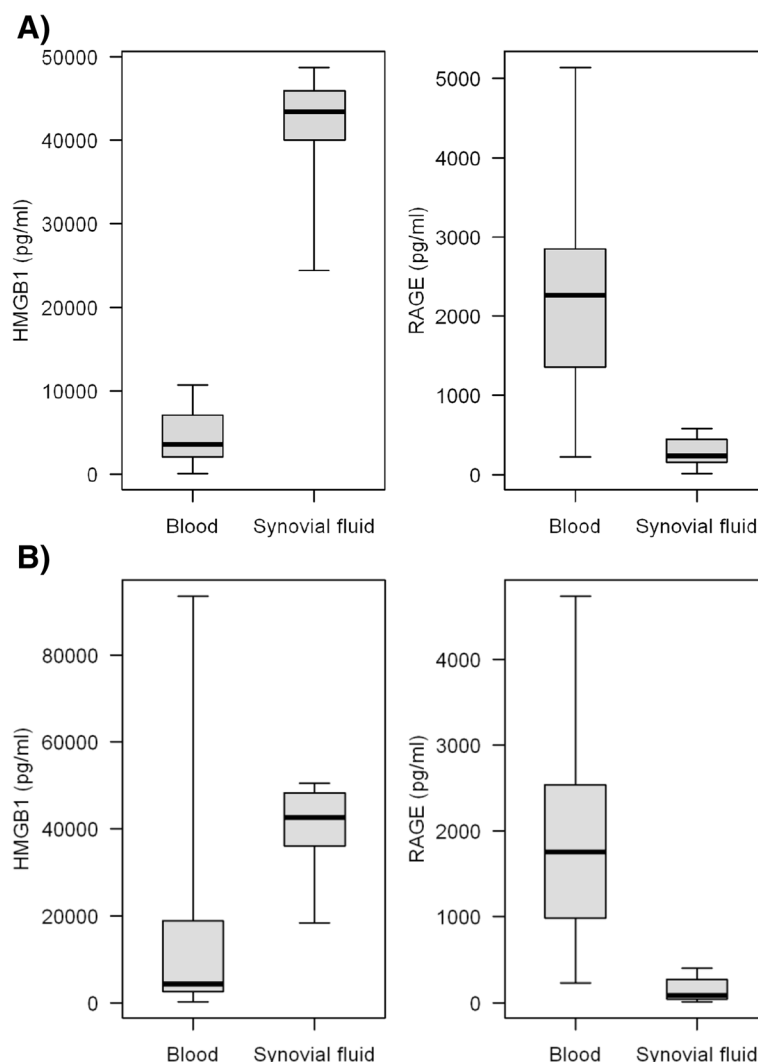 A)
HMGB1 (pg/ml)
50000
40000
30000
20000
10000
0
Blood Synovial fluid
RAGE (pg/ml)
5000
4000
3000
2000
1000
0
Blood Synovial fluid
B)
HMGB1 (pg/ml)
80000
60000
40000
20000
0
Blood Synovial fluid
RAGE (pg/ml)
4000
3000
2000
1000
0
Blood Synovial fluid